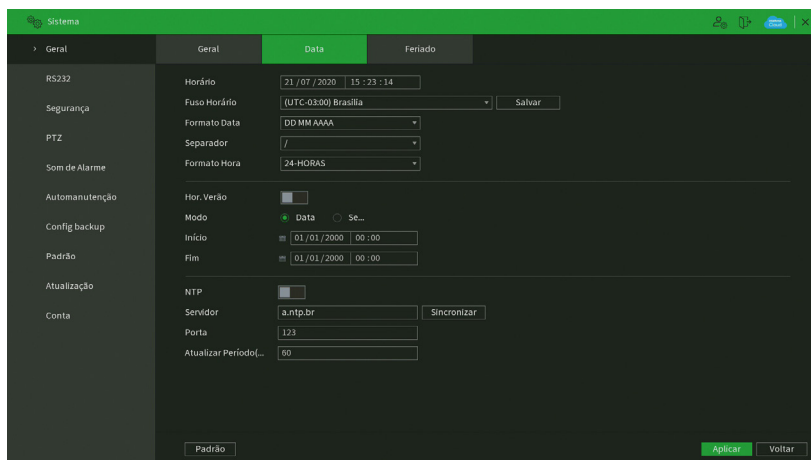 Sistema
Geral
RS232
Segurança
PTZ
Som de Alarme
Automanutenção
Config backup
Padrão
Atualização
Conta
Geral Data Feriado
Horário 21 / 07 / 2020 15 : 23 : 14
Fuso Horário (UTC-03:00) Brasília Salvar
Formato Data DD MM AAAA
Separador /
Formato Hora 24-HORAS
Hor. Verão
Modo Data Se...
Início 01 / 01 / 2000 00 : 00
Fim 01 / 01 / 2000 00 : 00
NTP
Servidor a.ntp.br Sincronizar
Porta 123
Atualizar Período(... 60
Padrão Aplicar Voltar